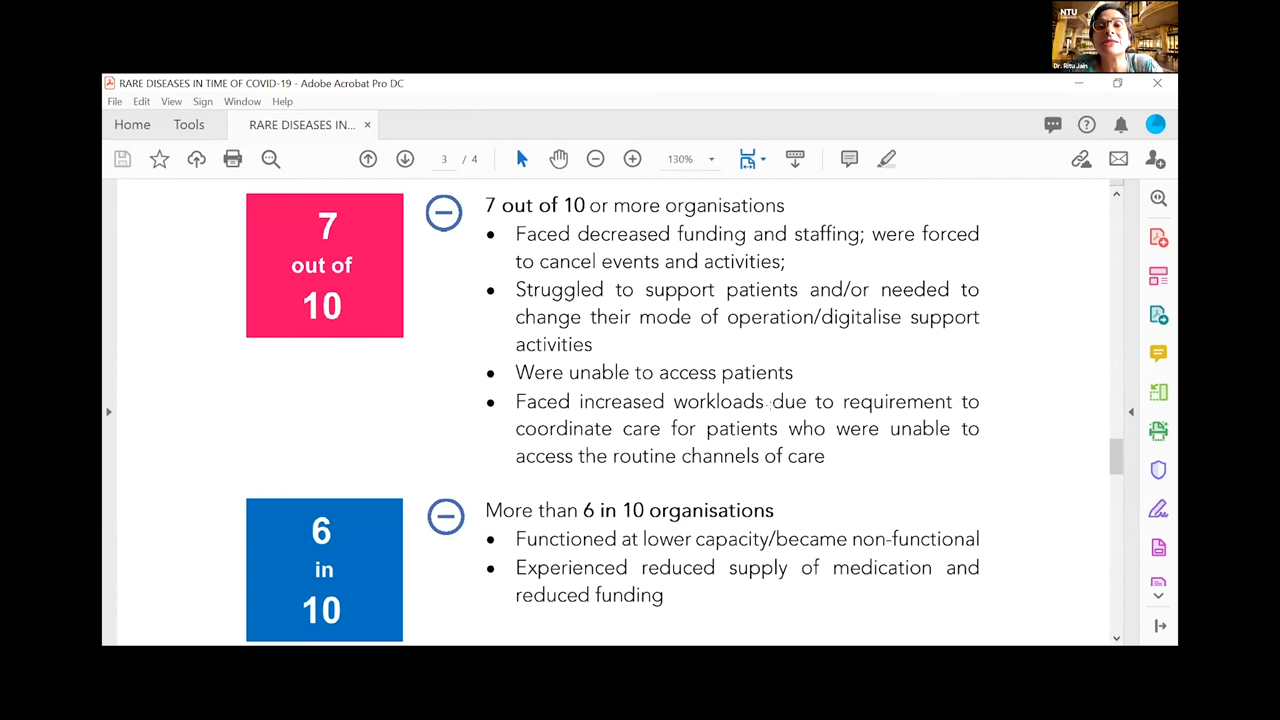 NTU
Dr. Ritu Jain
RARE DISEASES IN TIME OF COVID-19 - Adobe Acrobat Pro DC
File Edit View Sign Window Help
Home Tools RARE DISEASES IN... ×
3 / 4 130%
7
out of
10
7 out of 10 or more organisations
• Faced decreased funding and staffing; were forced
to cancel events and activities;
• Struggled to support patients and/or needed to
change their mode of operation/digitalise support
activities
• Were unable to access patients
• Faced increased workloads due to requirement to
coordinate care for patients who were unable to
access the routine channels of care
6
in
10
More than 6 in 10 organisations
• Functioned at lower capacity/became non-functional
• Experienced reduced supply of medication and
reduced funding